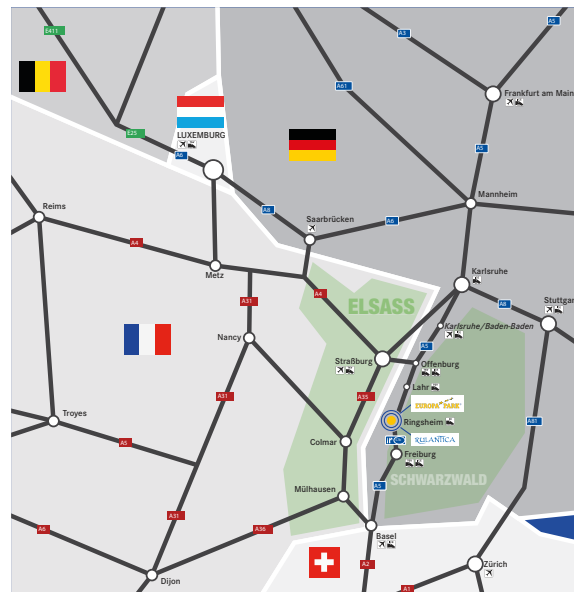 E411
A3
A5
A61
Frankfurt am Main
E25
LUXEMBURG
A6
A5
Mannheim
Reims
A6
Saarbrücken
A6
A4
Metz
Karlsruhe
A31
A4
ELSASS
A8
Stuttgar
Karlsruhe/Baden-Baden
Nancy
A5
Straßburg
Offenburg
Lahr
A31
A35
EUROPA PARK
Troyes
Ringsheim
A81
A5
Colmar
RULANTICA
Freiburg
SCHWARZWALD
Mülhausen
A5
A31
A6
A36
Basel
A2
Zürich
Dijon
A1